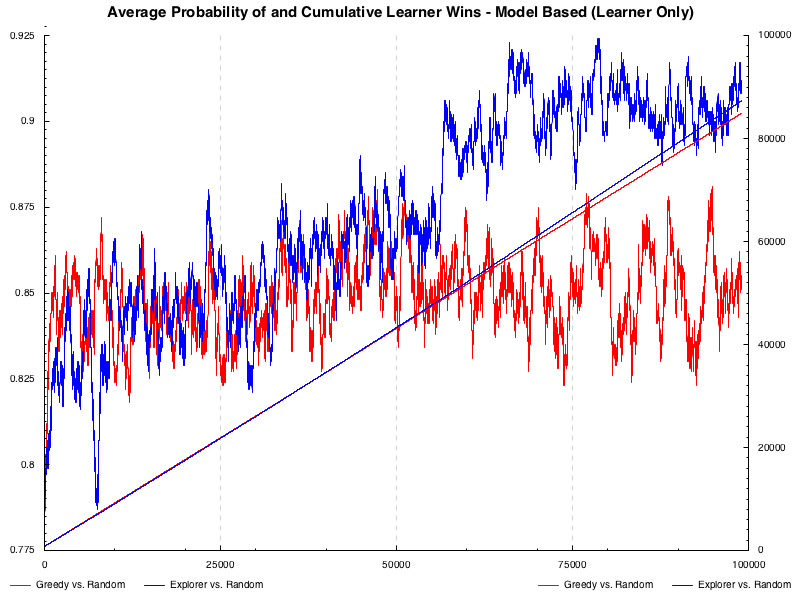 Average Probability of and Cumulative Learner Wins - Model Based (Learner Only)
0.925 100000
0.9 80000
0.875 60000
0.85 40000
0.825 20000
0.8 0
0.775
0 25000 50000 75000 100000
Greedy vs. Random Explorer vs. Random Greedy vs. Random Explorer vs. Random